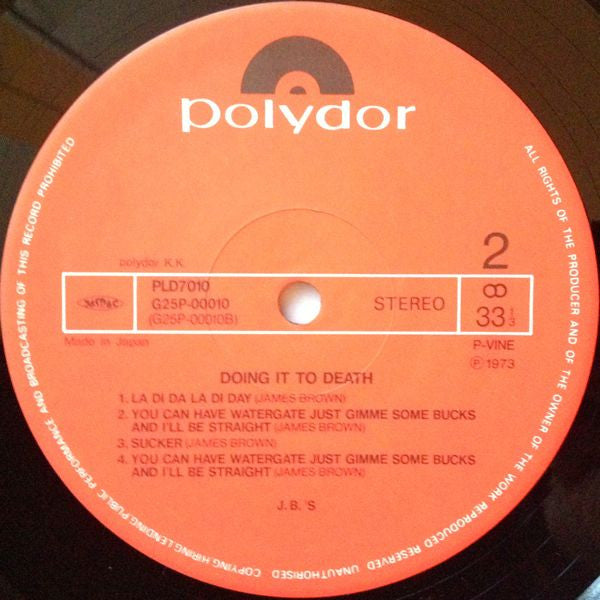 polydor
ALL RIGHTS OF THE PRODUCER AND OF THE OWNER OF THE WORK REPRODUCED RESERVED UNAUTHORISED COPYING·HIRING·LENDING·PUBLIC PERFORMANCE AND BROADCASTING OF THIS RECORD PROHIBITED
2
polydor K.K.
PLD7010
G25P-00010
(G25P-00010B)
STEREO
33 1/3
Made in Japan
P-VINE
Ⓟ 1973
DOING IT TO DEATH
1. LA DI DA LA DI DAY (JAMES BROWN)
2. YOU CAN HAVE WATERGATE JUST GIMME SOME BUCKS
AND I'LL BE STRAIGHT (JAMES BROWN)
3. SUCKER (JAMES BROWN)
4. YOU CAN HAVE WATERGATE JUST GIMME SOME BUCKS
AND I'LL BE STRAIGHT (JAMES BROWN)
J. B. 'S